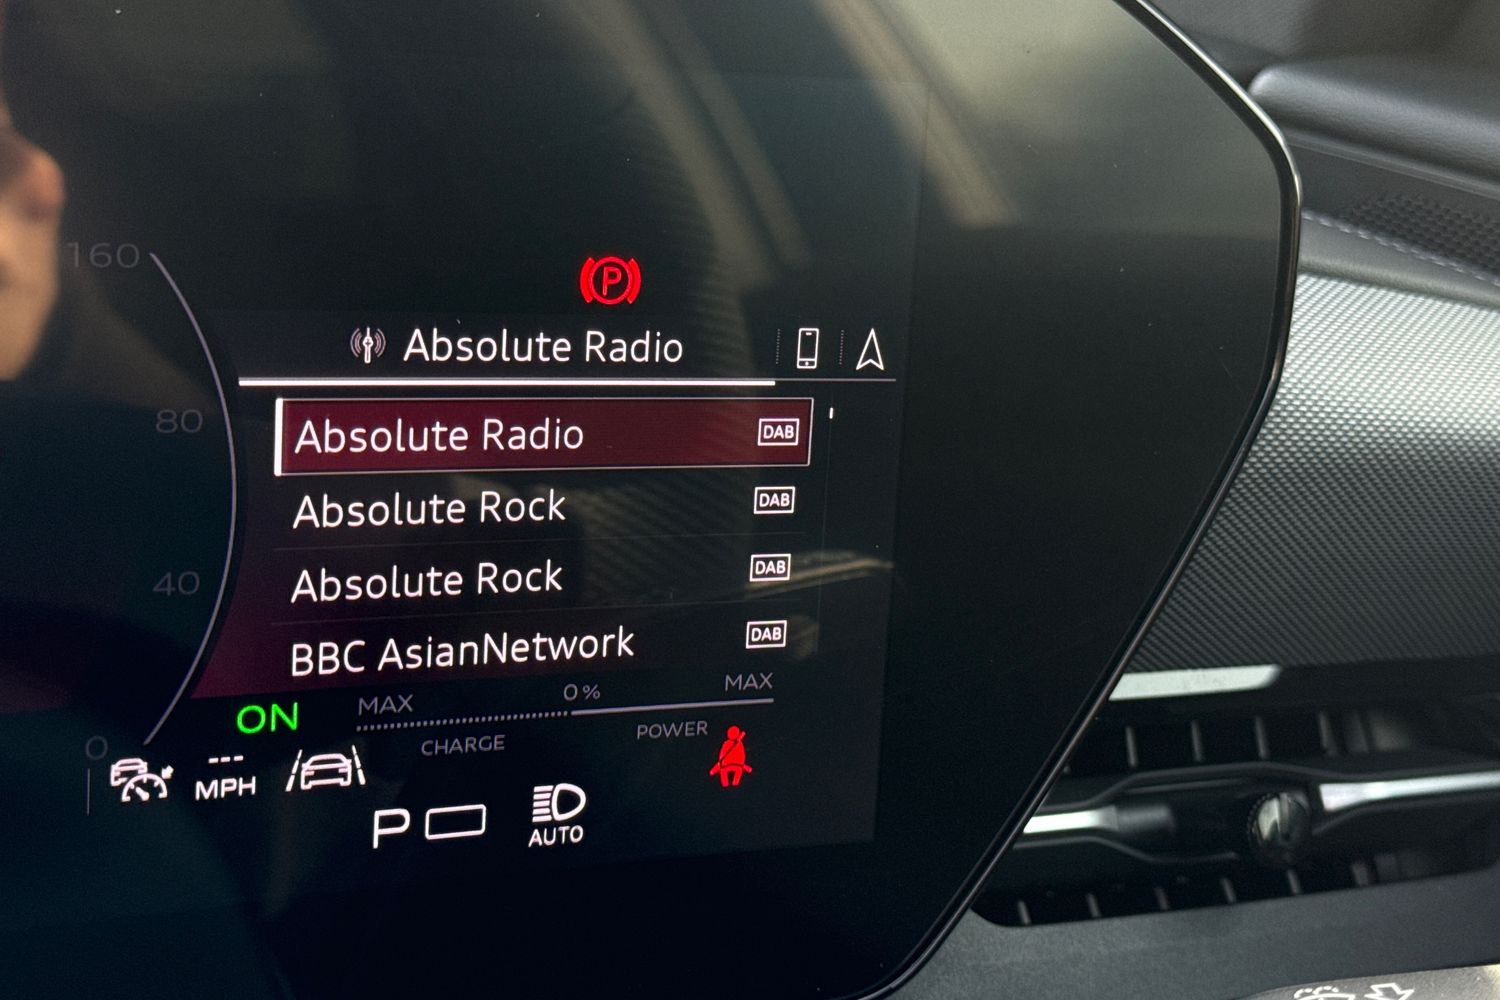 160
P
Absolute Radio
Absolute Radio DAB
80
Absolute Rock DAB
Absolute Rock DAB
40
BBC AsianNetwork DAB
MAX 0% MAX
ON
CHARGE POWER
0
--- MPH
P
AUTO